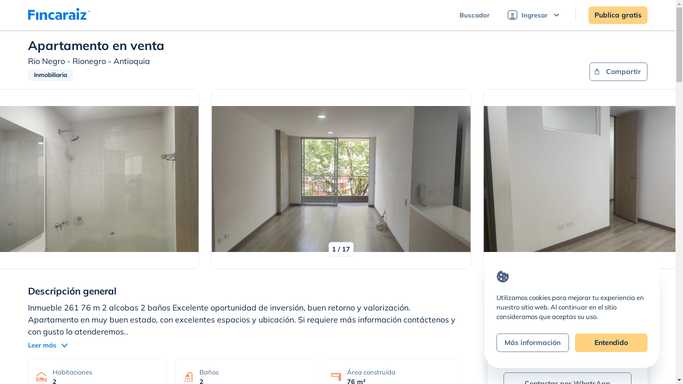 Fincaraiz
Buscador
Ingresar
Publica gratis
Apartamento en venta
Rio Negro - Rionegro - Antioquia
Inmobiliaria
Compartir
1 / 17
Descripción general
Inmueble 261 76 m 2 alcobas 2 baños Excelente oportunidad de inversión, buen retorno y valorización.
Apartamento en muy buen estado, con excelentes espacios y ubicación. Si requiere más información contáctenos y
con gusto lo atenderemos..
Leer más
Habitaciones
2
Baños
2
Área construida
76 m²
Utilizamos cookies para mejorar tu experiencia en
nuestro sitio web. Al continuar en el sitio
consideramos que aceptas su uso.
Más información
Entendido
Contactar por WhatsApp